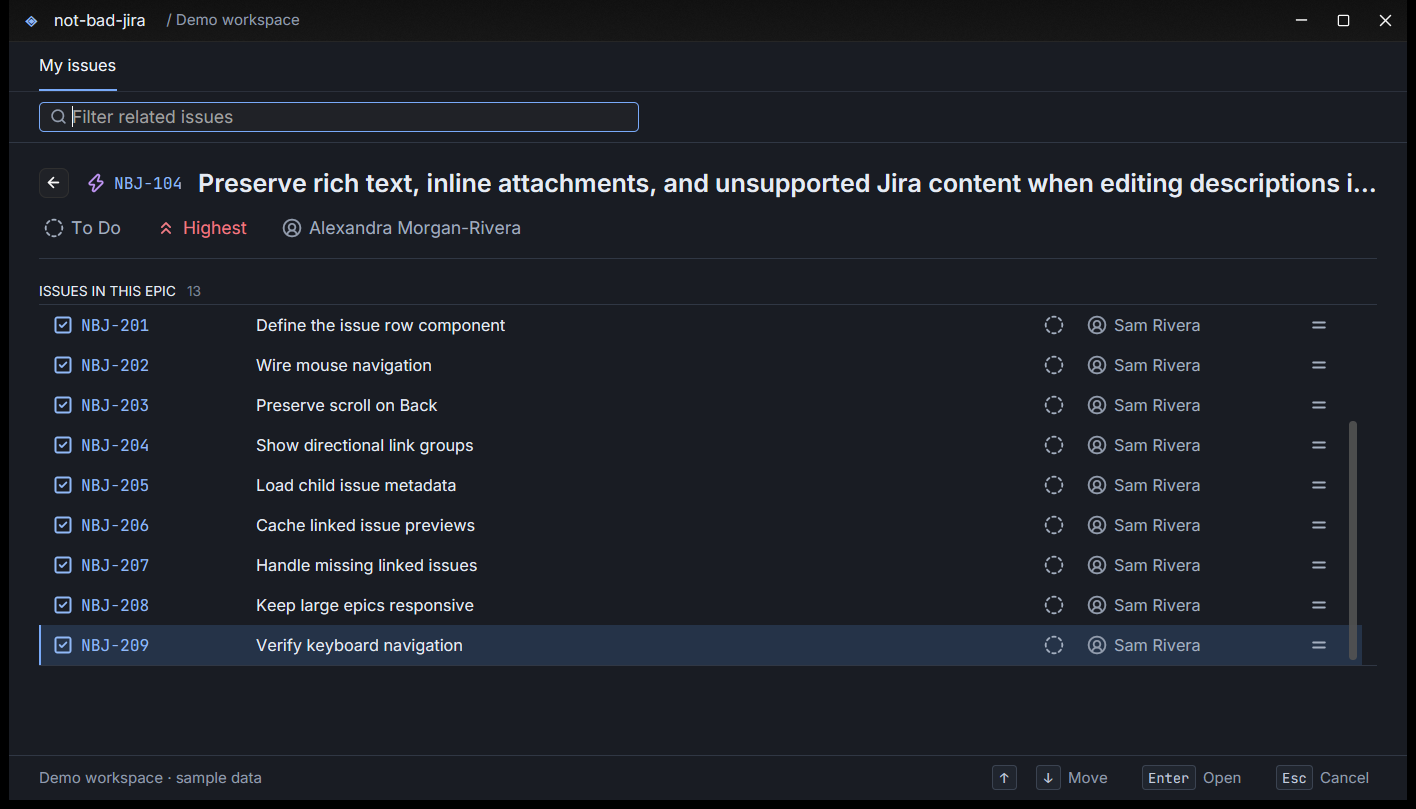 not-bad-jira / Demo workspace
My issues
Filter related issues
NBJ-104 Preserve rich text, inline attachments, and unsupported Jira content when editing descriptions i...
To Do Highest Alexandra Morgan-Rivera
ISSUES IN THIS EPIC 13
NBJ-201 Define the issue row component Sam Rivera
NBJ-202 Wire mouse navigation Sam Rivera
NBJ-203 Preserve scroll on Back Sam Rivera
NBJ-204 Show directional link groups Sam Rivera
NBJ-205 Load child issue metadata Sam Rivera
NBJ-206 Cache linked issue previews Sam Rivera
NBJ-207 Handle missing linked issues Sam Rivera
NBJ-208 Keep large epics responsive Sam Rivera
NBJ-209 Verify keyboard navigation Sam Rivera
Demo workspace · sample data ↑ ↓ Move Enter Open Esc Cancel